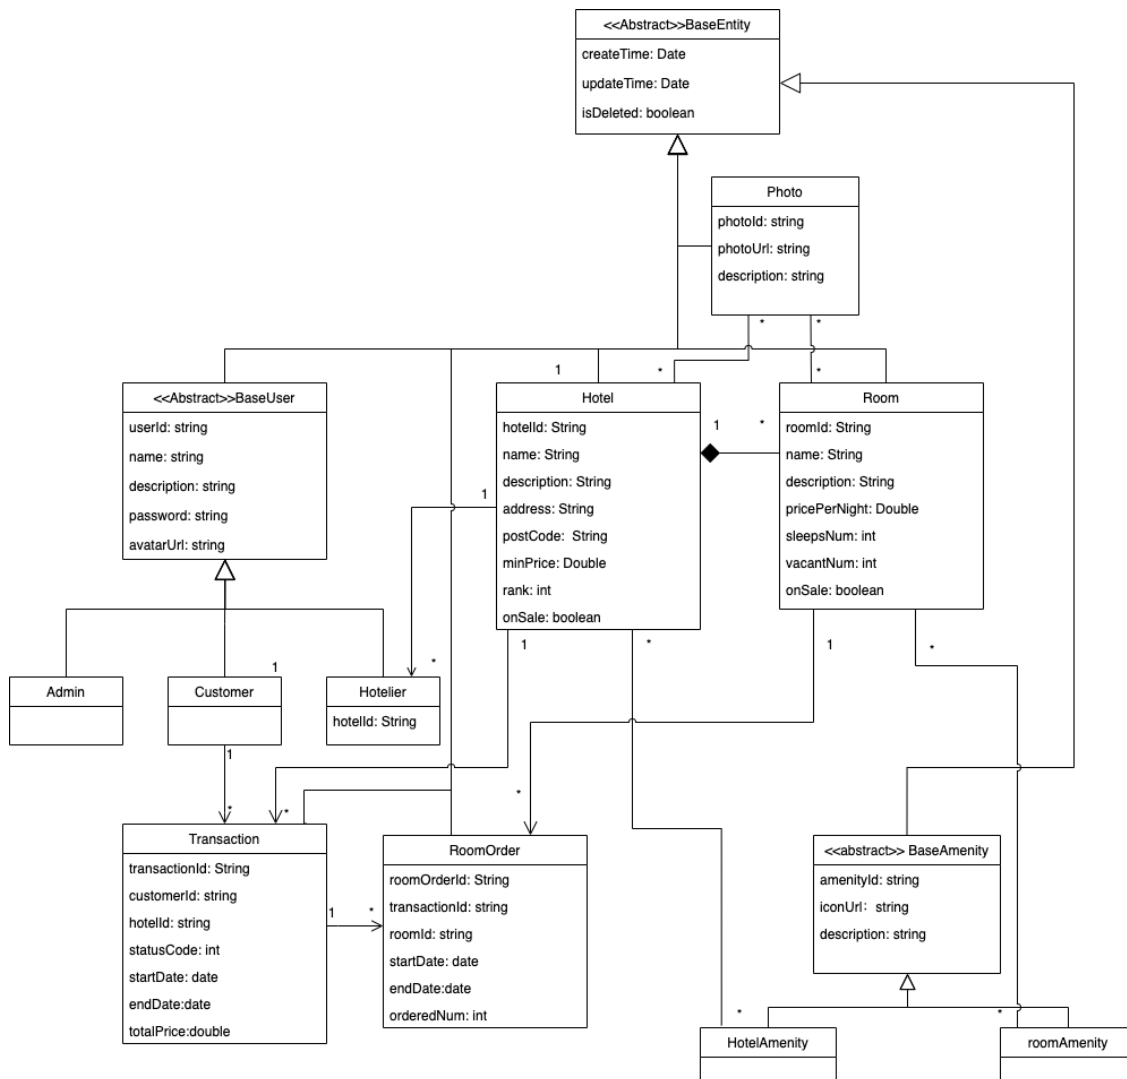 <<Abstract>>BaseEntity
createTime: Date
updateTime: Date
isDeleted: boolean
Photo
photoId: string
photoUrl: string
description: string
*
*
1
*
*
<<Abstract>>BaseUser
userId: string
name: string
description: string
password: string
avatarUrl: string
Hotel
hotelId: String
name: String
description: String
address: String
postCode:  String
minPrice: Double
rank: int
onSale: boolean
1
*
Room
roomId: String
name: String
description: String
pricePerNight: Double
sleepsNum: int
vacantNum: int
onSale: boolean
1
*
1
*
1
*
1
Admin
Customer
Hotelier
hotelId: String
1
*
*
*
Transaction
transactionId: String
customerId: string
hotelId: string
statusCode: int
startDate: date
endDate:date
totalPrice:double
1
*
RoomOrder
roomOrderId: String
transactionId: string
roomId: string
startDate: date
endDate:date
orderedNum: int
<<abstract>> BaseAmenity
amenityId: string
iconUrl： string
description: string
*
*
HotelAmenity
roomAmenity